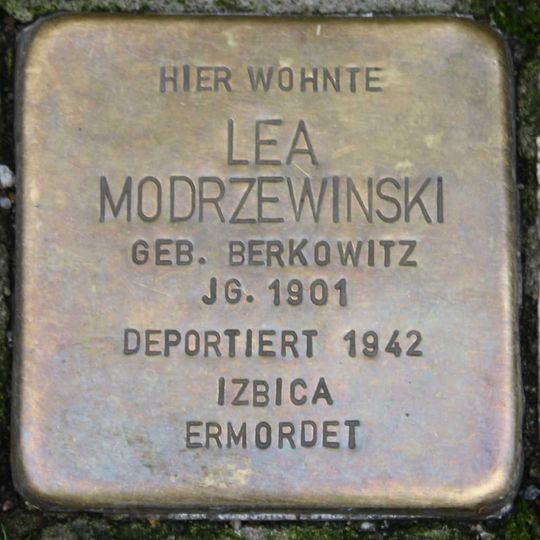 HIER WOHNTE
LEA
MODRZEWINSKI
GEB. BERKOWITZ
JG. 1901
DEPORTIERT 1942
IZBICA
ERMORDET